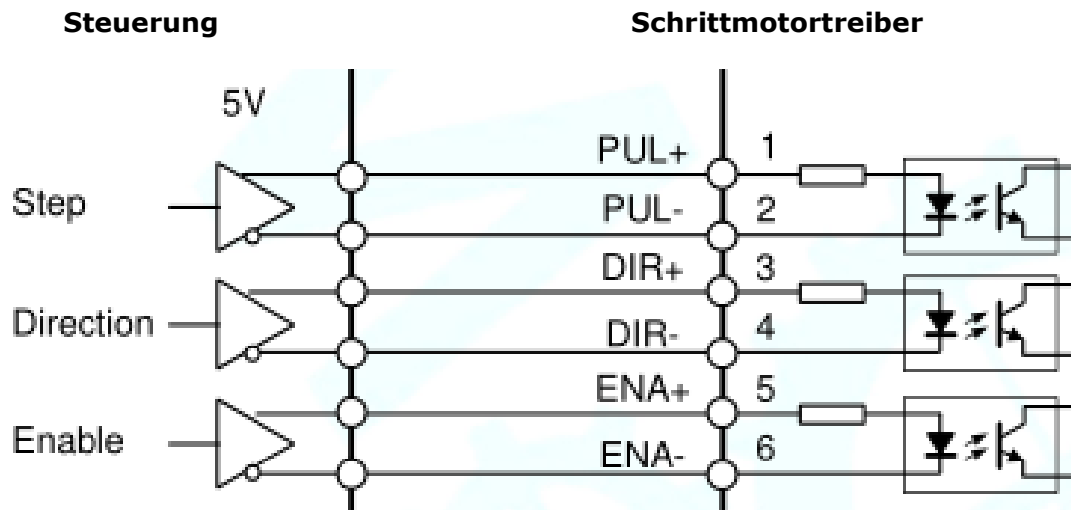 Steuerung Schrittmotortreiber
5V
PUL+ 1
Step PUL- 2
DIR+ 3
Direction DIR- 4
ENA+ 5
Enable ENA- 6